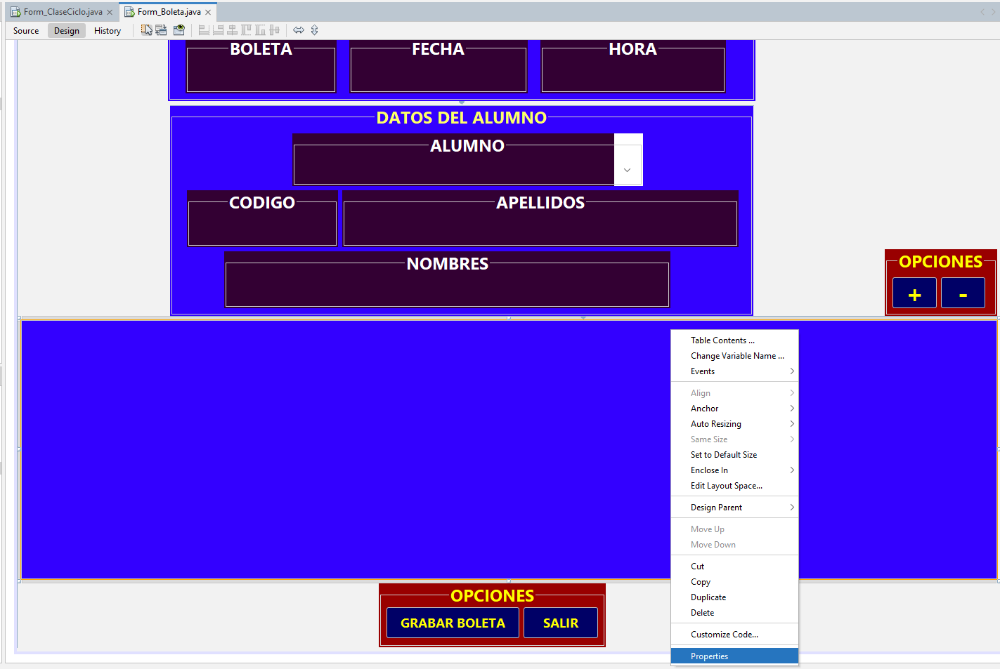 Form_ClaseCiclo.java
Form_Boleta.java
Source
Design
History
BOLETA
FECHA
HORA
DATOS DEL ALUMNO
ALUMNO
CODIGO
APELLIDOS
NOMBRES
OPCIONES
+
-
Table Contents ...
Change Variable Name ...
Events
Align
Anchor
Auto Resizing
Same Size
Set to Default Size
Enclose In
Edit Layout Space...
Design Parent
Move Up
Move Down
Cut
Copy
Duplicate
Delete
Customize Code...
Properties
OPCIONES
GRABAR BOLETA
SALIR